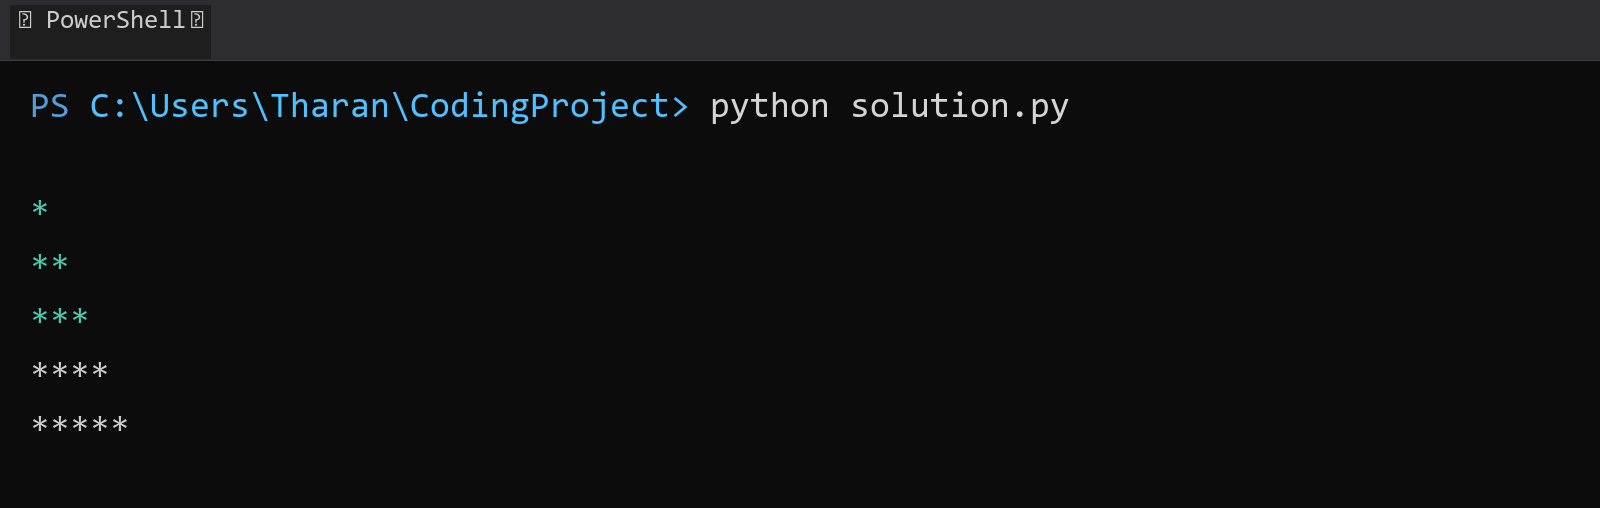 PowerShell
PS C:\Users\Tharan\CodingProject> python solution.py
*
**
***
****
*****